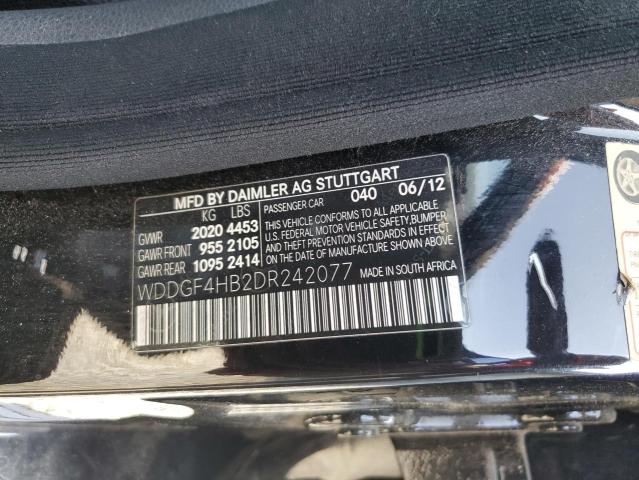 MFD BY DAIMLER AG STUTTGART
KG LBS PASSENGER CAR 040 06/12
GVWR 2020 4453
GAWR FRONT 955 2105
GAWR REAR 1095 2414
THIS VEHICLE CONFORMS TO ALL APPLICABLE
U.S. FEDERAL MOTOR VEHICLE SAFETY, BUMPER,
AND THEFT PREVENTION STANDARDS IN EFFECT
ON THE DATE OF MANUFACTURE SHOWN ABOVE.
WDDGF4HB2DR242077 MADE IN SOUTH AFRICA